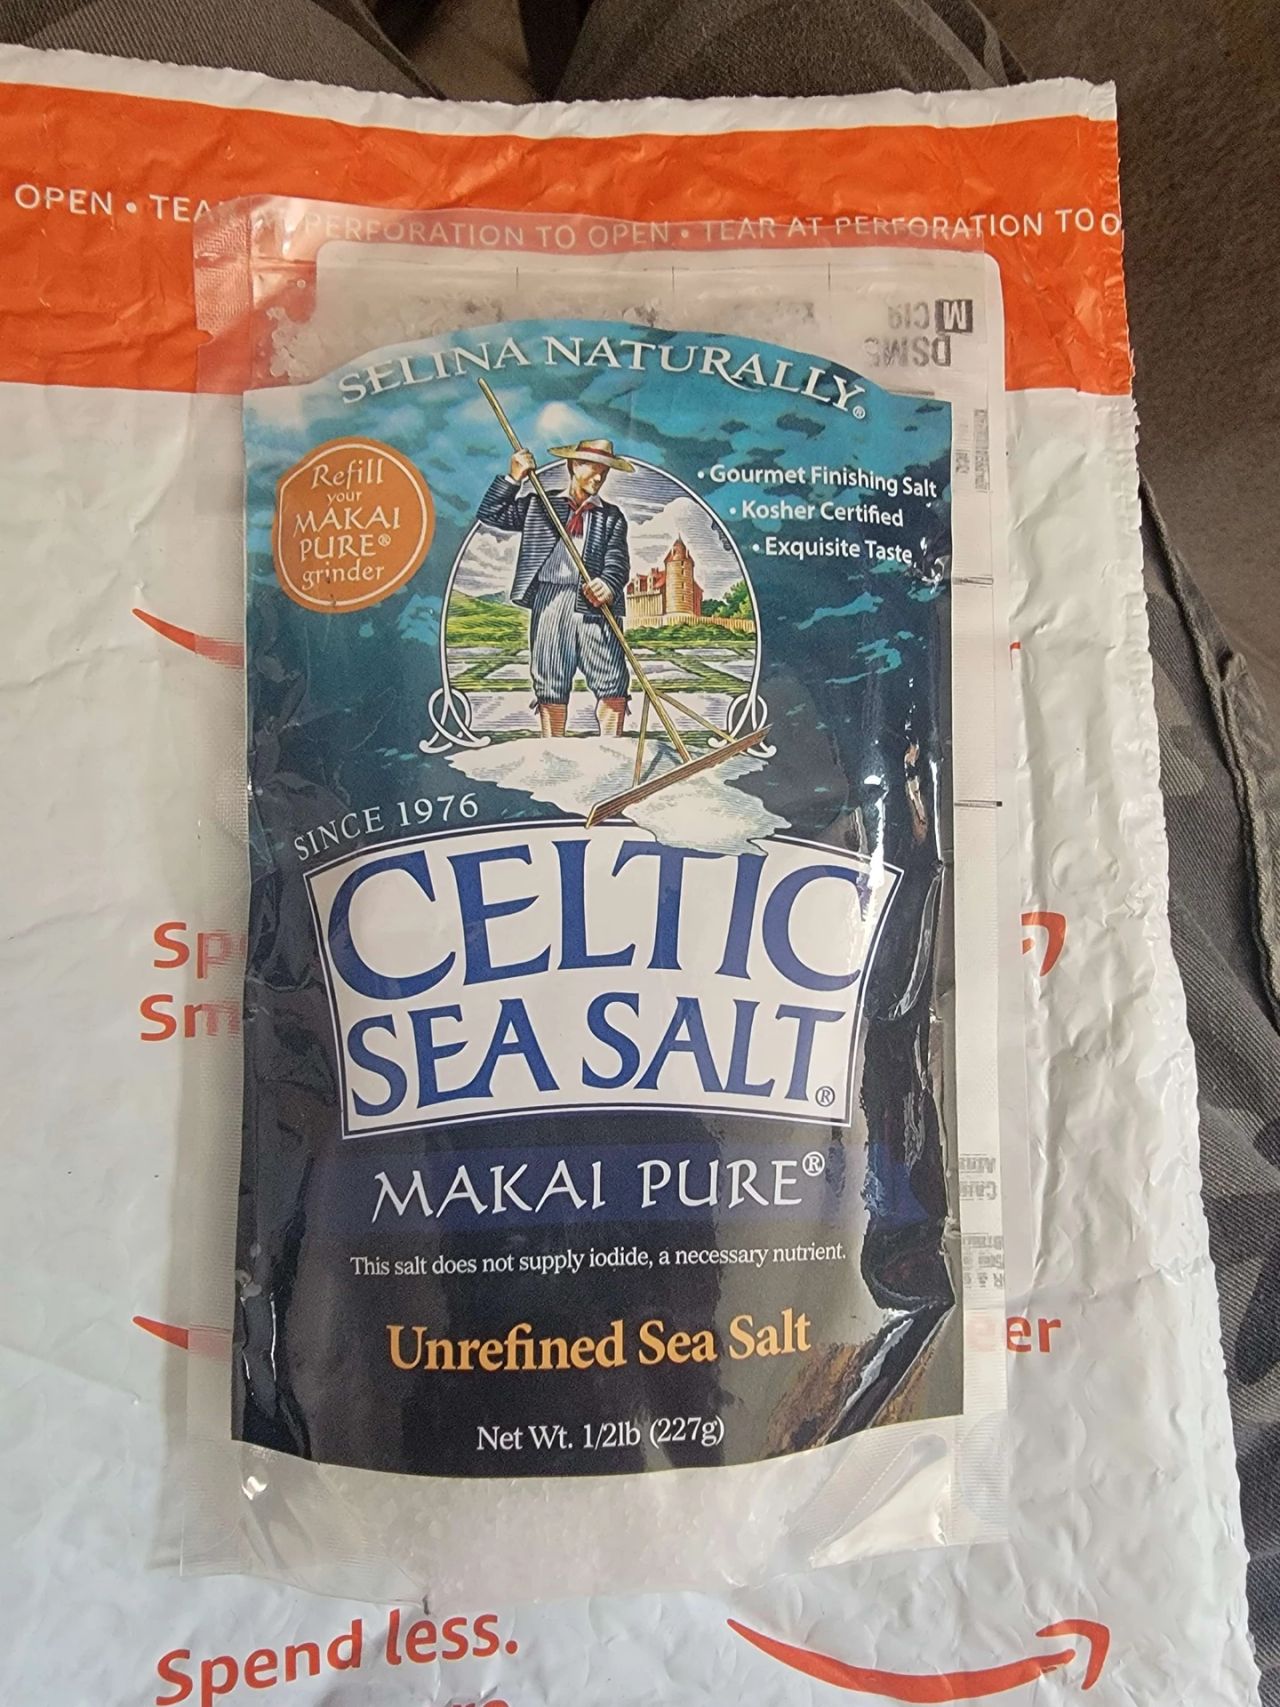 OPEN • TEAR
PERFORATION TO OPEN • TEAR AT PERFORATION TO O
SELINA NATURALLY®
Refill
your
MAKAI
PURE®
grinder
• Gourmet Finishing Salt
• Kosher Certified
• Exquisite Taste
SINCE 1976
CELTIC
SEA SALT®
MAKAI PURE®
This salt does not supply iodide, a necessary nutrient.
Unrefined Sea Salt
Net Wt. 1/2lb (227g)
Sp
Sm
er
Spend less.